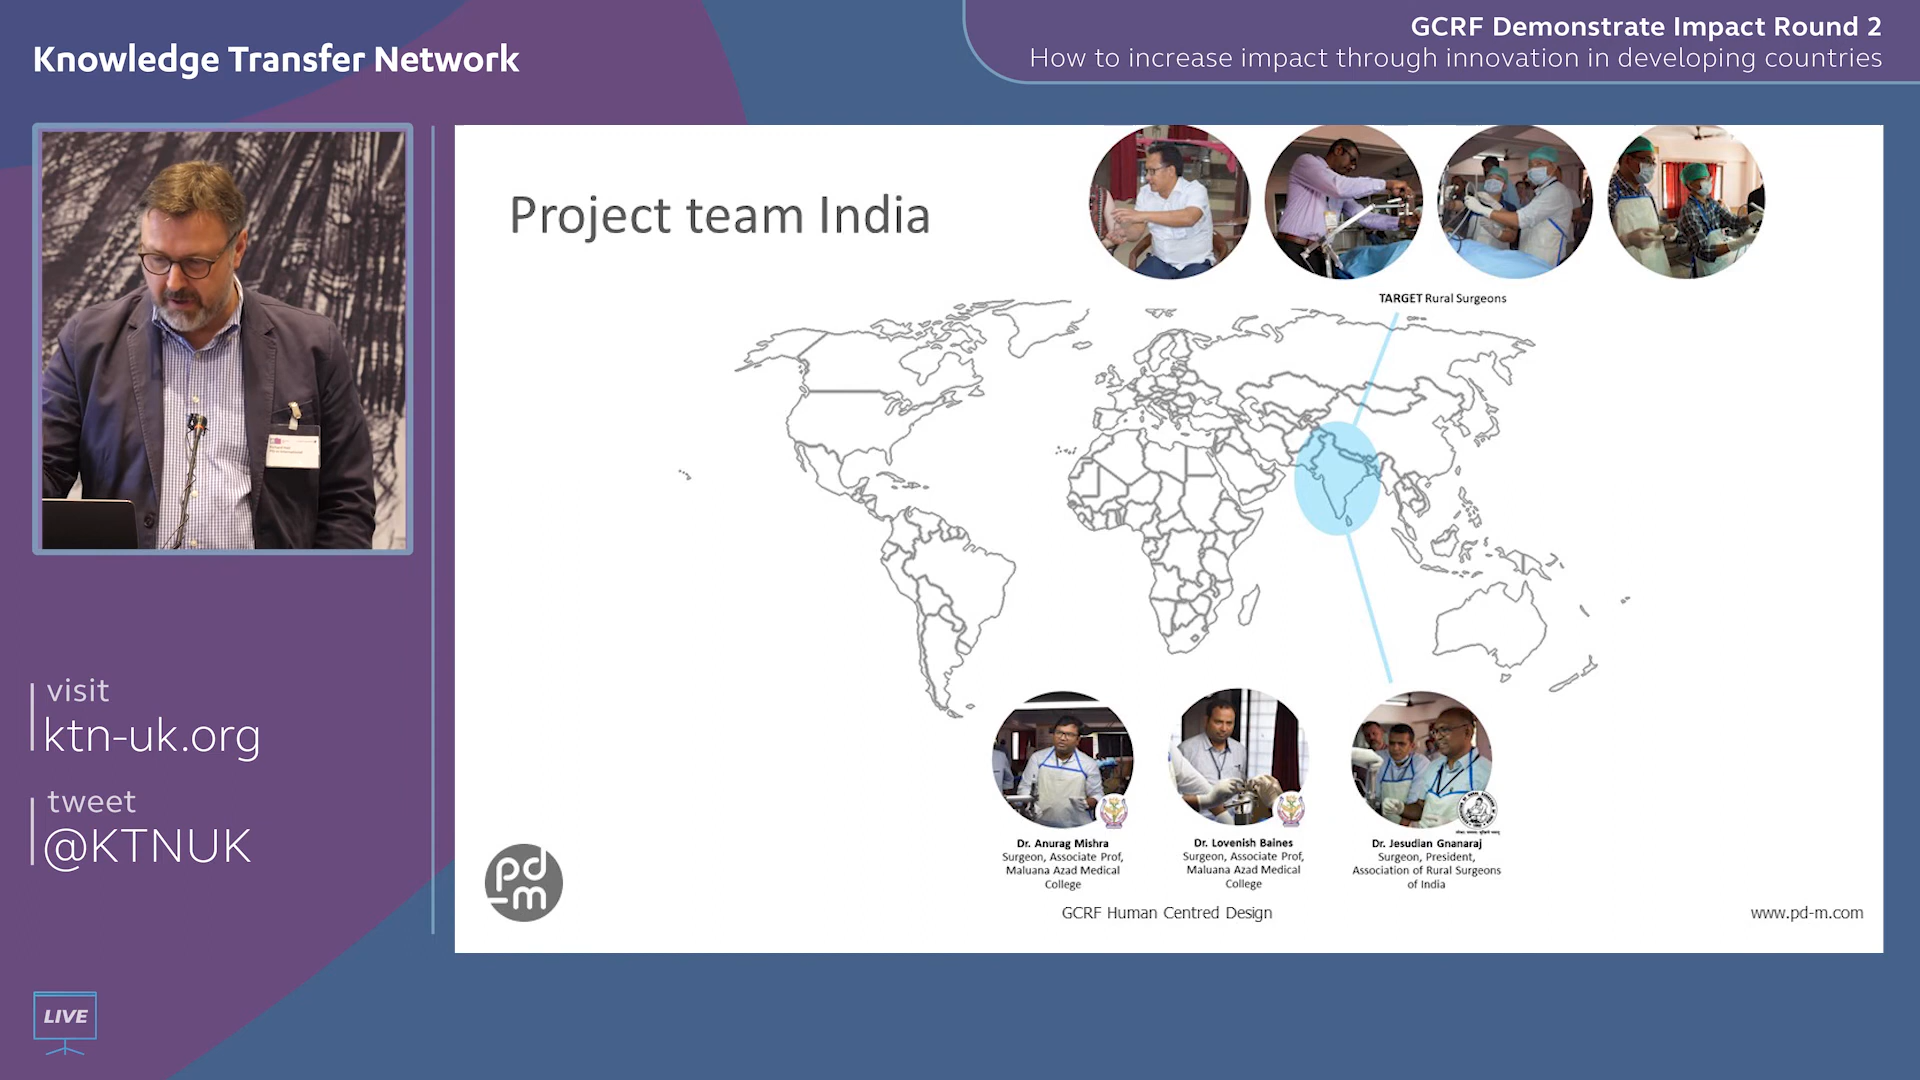 Knowledge Transfer Network
GCRF Demonstrate Impact Round 2
How to increase impact through innovation in developing countries
Project team India
TARGET Rural Surgeons
Dr. Anurag Mishra
Surgeon, Associate Prof,
Maluana Azad Medical
College
Dr. Lovenish Baines
Surgeon, Associate Prof,
Maluana Azad Medical
College
Dr. Jesudian Gnanaraj
Surgeon, President,
Association of Rural Surgeons
of India
pd
-m
GCRF Human Centred Design
www.pd-m.com
visit
ktn-uk.org
tweet
@KTNUK
LIVE